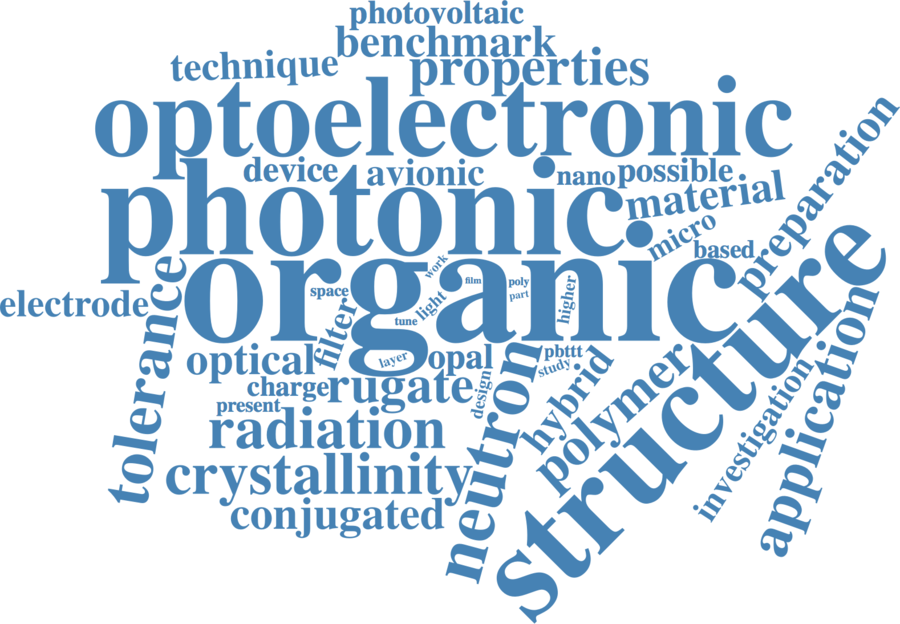 photovoltaic
benchmark
technique
properties
optoelectronic
device
avionic
nano
possible
preparation
photonic
material
micro
based
organic
structure
electrode
tolerance
space
filter
tune
light
work
film
poly
part
higher
layer
optical
opal
pbttt
study
charge
rugate
design
hybrid
present
radiation
neutron
polymer
investigation
application
crystallinity
conjugated